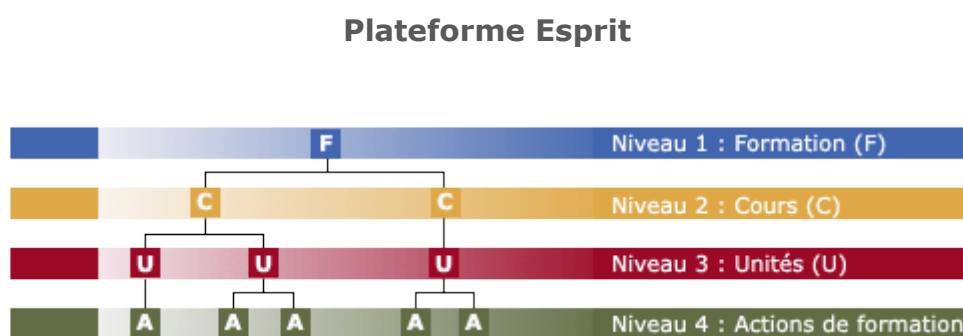 Plateforme Esprit
F Niveau 1 : Formation (F)
C C Niveau 2 : Cours (C)
U U U Niveau 3 : Unités (U)
A A A A A Niveau 4 : Actions de formation